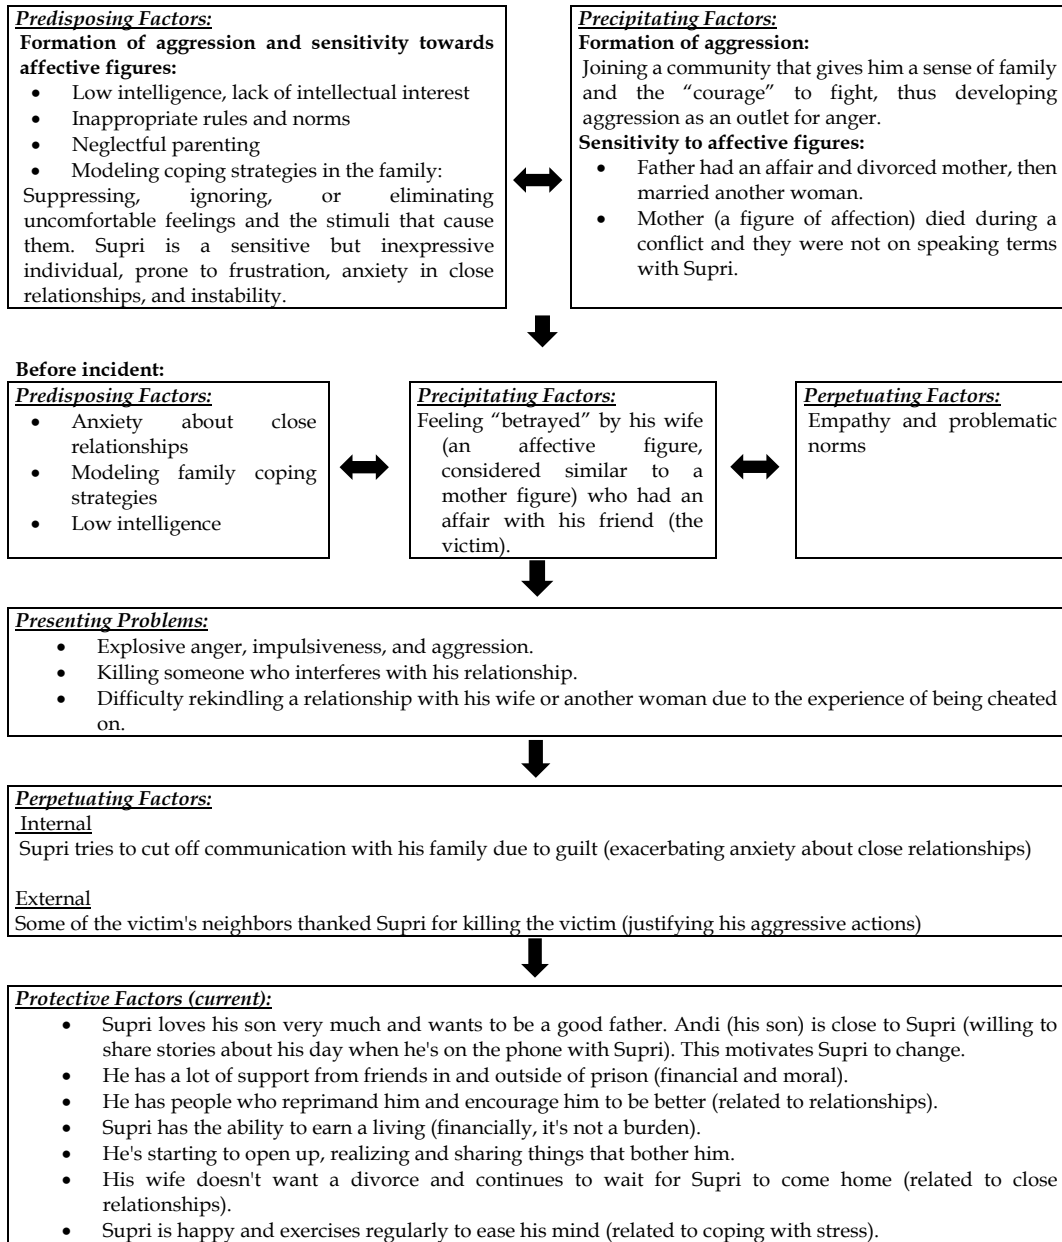 Predisposing Factors:
Formation of aggression and sensitivity towards
affective figures:
• Low intelligence, lack of intellectual interest
• Inappropriate rules and norms
• Neglectful parenting
• Modeling coping strategies in the family:
Suppressing, ignoring, or eliminating
uncomfortable feelings and the stimuli that cause
them. Supri is a sensitive but inexpressive
individual, prone to frustration, anxiety in close
relationships, and instability.
Precipitating Factors:
Formation of aggression:
Joining a community that gives him a sense of family
and the “courage” to fight, thus developing
aggression as an outlet for anger.
Sensitivity to affective figures:
• Father had an affair and divorced mother, then
married another woman.
• Mother (a figure of affection) died during a
conflict and they were not on speaking terms
with Supri.
Before incident:
Predisposing Factors:
• Anxiety about close
relationships
• Modeling family coping
strategies
• Low intelligence
Precipitating Factors:
Feeling “betrayed” by his wife
(an affective figure,
considered similar to a
mother figure) who had an
affair with his friend (the
victim).
Perpetuating Factors:
Empathy and problematic
norms
Presenting Problems:
• Explosive anger, impulsiveness, and aggression.
• Killing someone who interferes with his relationship.
• Difficulty rekindling a relationship with his wife or another woman due to the experience of being cheated
on.
Perpetuating Factors:
Internal
Supri tries to cut off communication with his family due to guilt (exacerbating anxiety about close relationships)
External
Some of the victim's neighbors thanked Supri for killing the victim (justifying his aggressive actions)
Protective Factors (current):
• Supri loves his son very much and wants to be a good father. Andi (his son) is close to Supri (willing to
share stories about his day when he's on the phone with Supri). This motivates Supri to change.
• He has a lot of support from friends in and outside of prison (financial and moral).
• He has people who reprimand him and encourage him to be better (related to relationships).
• Supri has the ability to earn a living (financially, it's not a burden).
• He's starting to open up, realizing and sharing things that bother him.
• His wife doesn't want a divorce and continues to wait for Supri to come home (related to close
relationships).
• Supri is happy and exercises regularly to ease his mind (related to coping with stress).